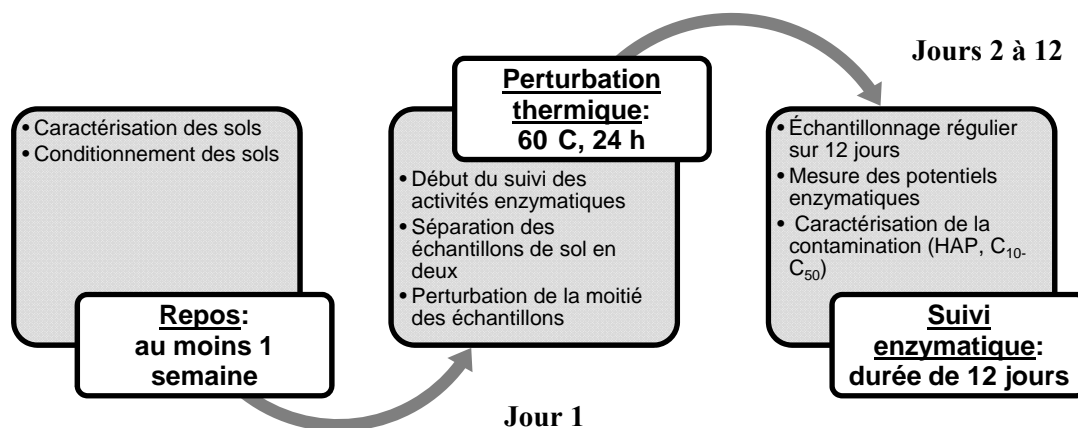 • Caractérisation des sols
• Conditionnement des sols
Repos:
au moins 1
semaine
Jour 1
Perturbation
thermique:
60 C, 24 h
• Début du suivi des
activités enzymatiques
• Séparation des
échantillons de sol en
deux
• Perturbation de la moitié
des échantillons
Jours 2 à 12
• Échantillonnage régulier
sur 12 jours
• Mesure des potentiels
enzymatiques
• Caractérisation de la
contamination (HAP, C10-
C50)
Suivi
enzymatique:
durée de 12 jours